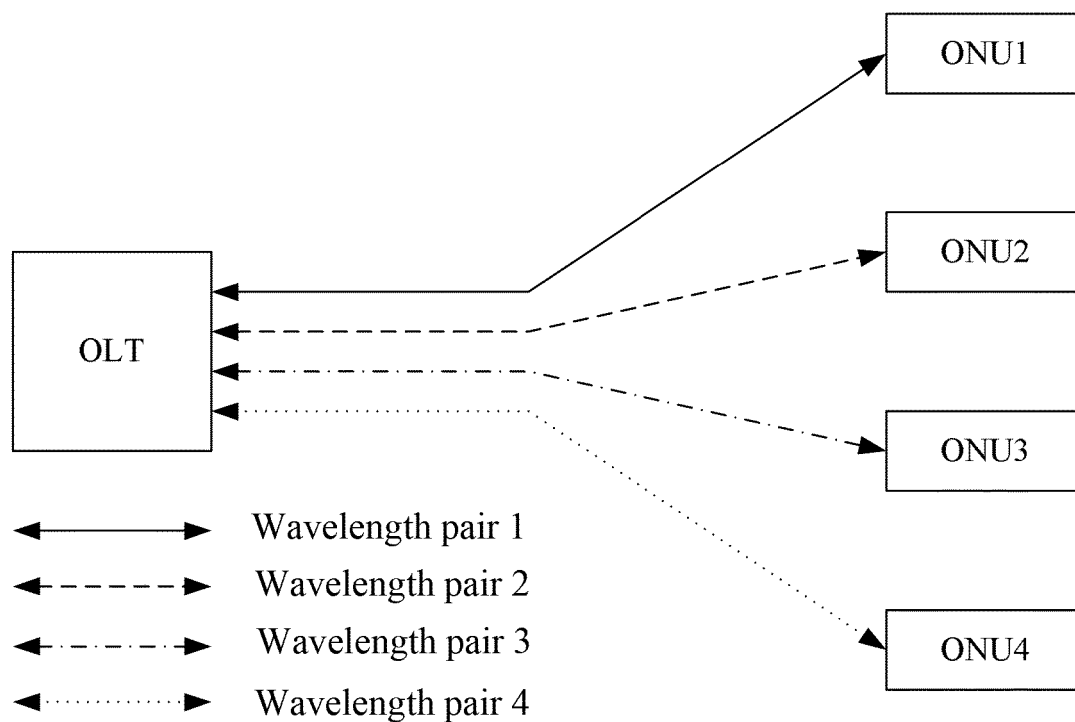 ONU1
ONU2
OLT
ONU3
ONU4
Wavelength pair 1
Wavelength pair 2
Wavelength pair 3
Wavelength pair 4